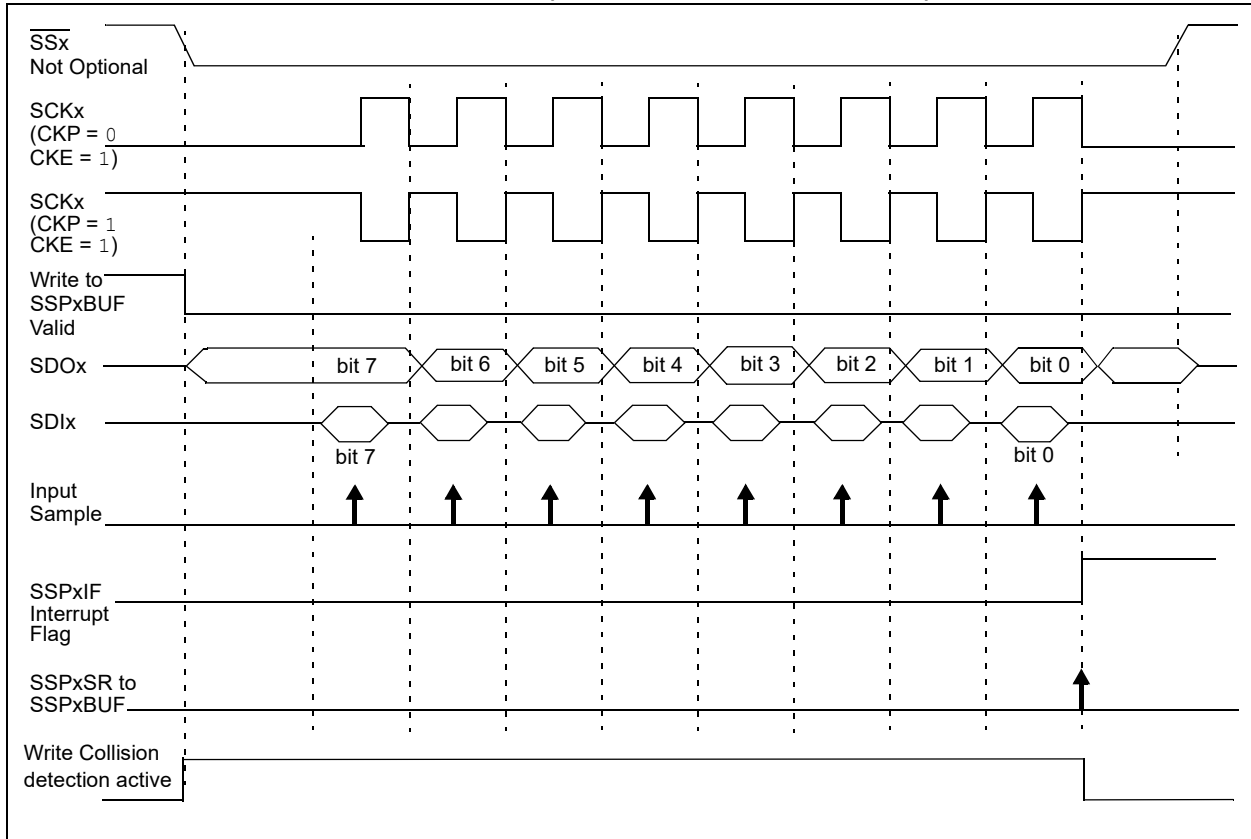 SSx
Not Optional
SCKx
(CKP = 0
CKE = 1)
SCKx
(CKP = 1
CKE = 1)
Write to
SSPxBUF
Valid
SDOx
bit 7 bit 6 bit 5 bit 4 bit 3 bit 2 bit 1 bit 0
SDIx
bit 7 bit 0
Input
Sample
SSPxIF
Interrupt
Flag
SSPxSR to
SSPxBUF
Write Collision
detection active